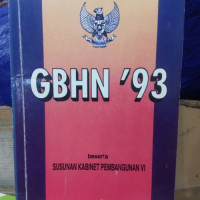 GBHN '93
beserta
SUSUNAN KABINET PEMBANGUNAN VI